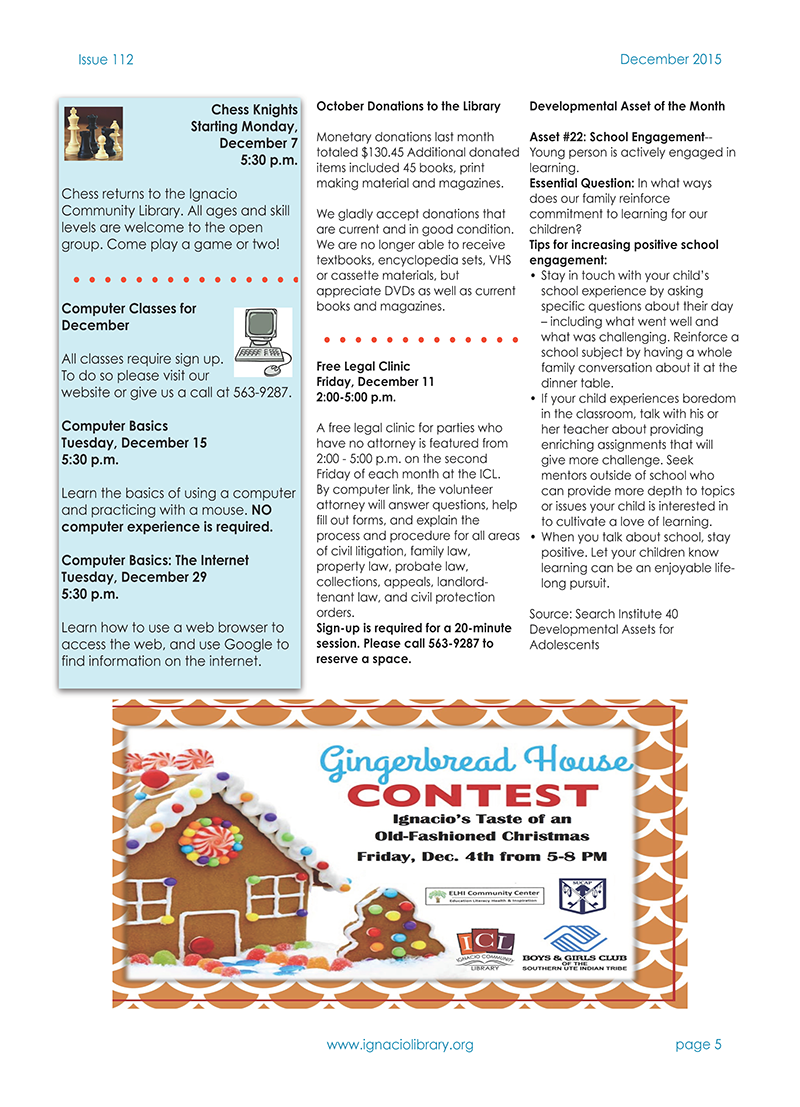 Issue 112
December 2015
Chess Knights
Starting Monday,
December 7
5:30 p.m.
Chess returns to the Ignacio
Community Library. All ages and skill
levels are welcome to the open
group. Come play a game or two!
Computer Classes for
December
All classes require sign up.
To do so please visit our
website or give us a call at 563-9287.
Computer Basics
Tuesday, December 15
5:30 p.m.
Learn the basics of using a computer
and practicing with a mouse. NO
computer experience is required.
Computer Basics: The Internet
Tuesday, December 29
5:30 p.m.
Learn how to use a web browser to
access the web, and use Google to
find information on the internet.
October Donations to the Library
Monetary donations last month
totaled $130.45 Additional donated
items included 45 books, print
making material and magazines.
We gladly accept donations that
are current and in good condition.
We are no longer able to receive
textbooks, encyclopedia sets, VHS
or cassette materials, but
appreciate DVDs as well as current
books and magazines.
Free Legal Clinic
Friday, December 11
2:00-5:00 p.m.
A free legal clinic for parties who
have no attorney is featured from
2:00 - 5:00 p.m. on the second
Friday of each month at the ICL.
By computer link, the volunteer
attorney will answer questions, help
fill out forms, and explain the
process and procedure for all areas
of civil litigation, family law,
property law, probate law,
collections, appeals, landlord-
tenant law, and civil protection
orders.
Sign-up is required for a 20-minute
session. Please call 563-9287 to
reserve a space.
Developmental Asset of the Month
Asset #22: School Engagement--
Young person is actively engaged in
learning.
Essential Question: In what ways
does our family reinforce
commitment to learning for our
children?
Tips for increasing positive school
engagement:
• Stay in touch with your child's
school experience by asking
specific questions about their day
– including what went well and
what was challenging. Reinforce a
school subject by having a whole
family conversation about it at the
dinner table.
• If your child experiences boredom
in the classroom, talk with his or
her teacher about providing
enriching assignments that will
give more challenge. Seek
mentors outside of school who
can provide more depth to topics
or issues your child is interested in
to cultivate a love of learning.
• When you talk about school, stay
positive. Let your children know
learning can be an enjoyable life-
long pursuit.
Source: Search Institute 40
Developmental Assets for
Adolescents
Gingerbread House
CONTEST
Ignacio's Taste of an
Old-Fashioned Christmas
Friday, Dec. 4th from 5-8 PM
ELHI Community Center
Education Literacy Health & Inspiration
ICL
IGNACIO COMMUNITY
LIBRARY
BOYS & GIRLS CLUB
OF THE
SOUTHERN UTE INDIAN TRIBE
www.ignaciolibrary.org
page 5